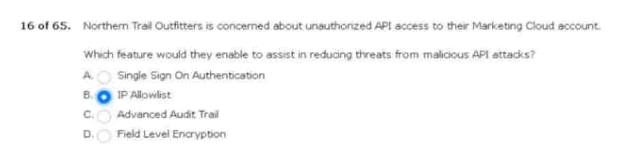 16 of 65. Northern Trail Outfitters is concerned about unauthorized API access to their Marketing Cloud account.
Which feature would they enable to assist in reducing threats from malicious API attacks?
A. Single Sign On Authentication
B. IP Allowlist
C. Advanced Audit Trail
D. Field Level Encryption